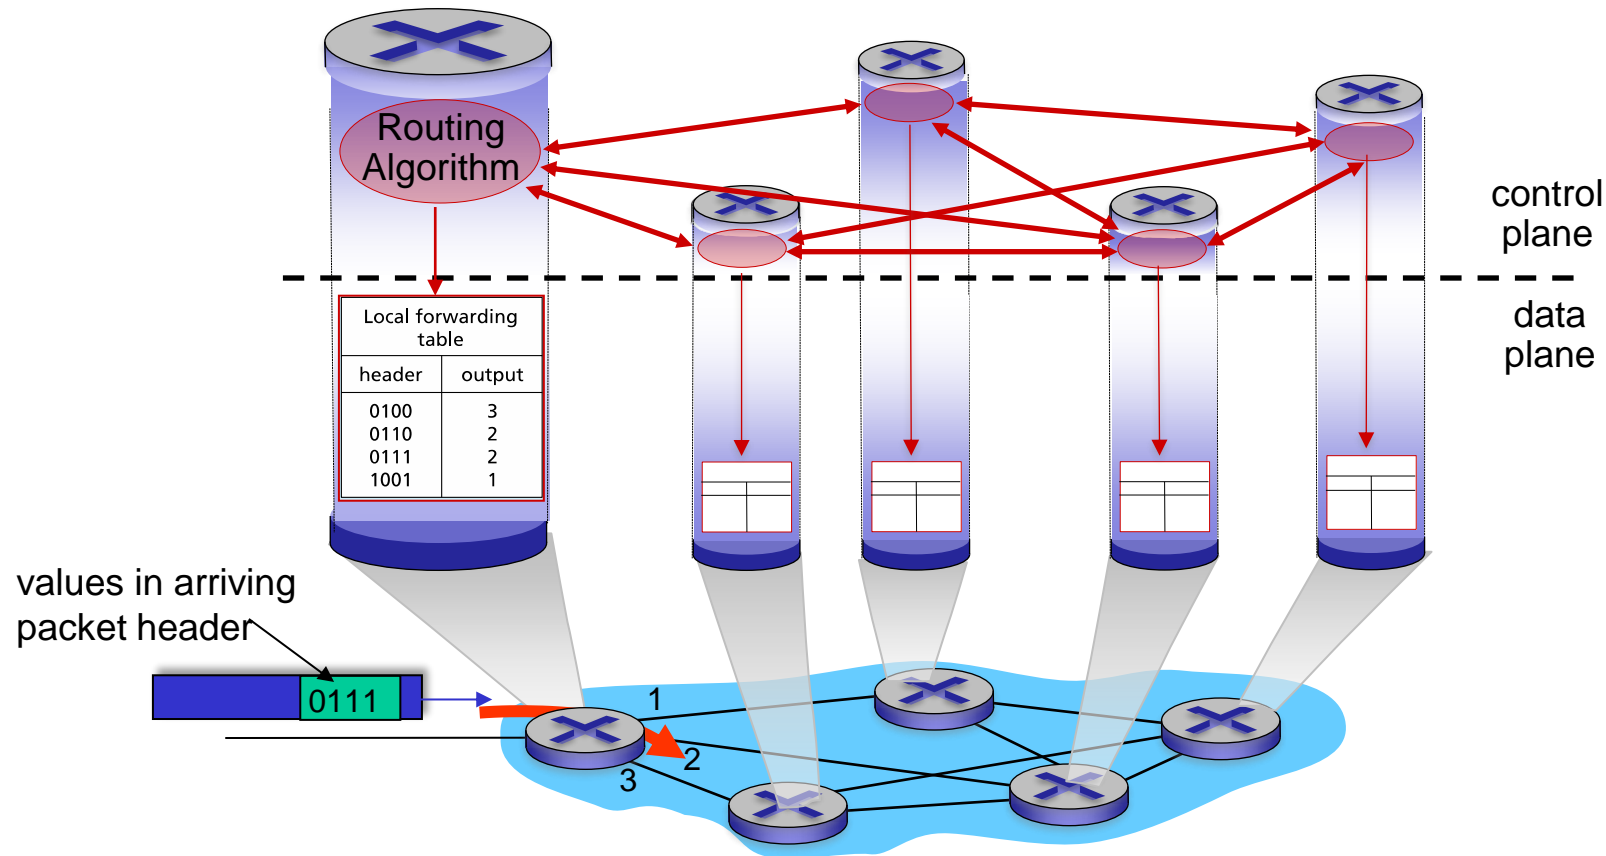 Routing
Algorithm
control
plane
data
plane
Local forwarding
table
header output
0100 3
0110 2
0111 2
1001 1
values in arriving
packet header
0111
1
2
3